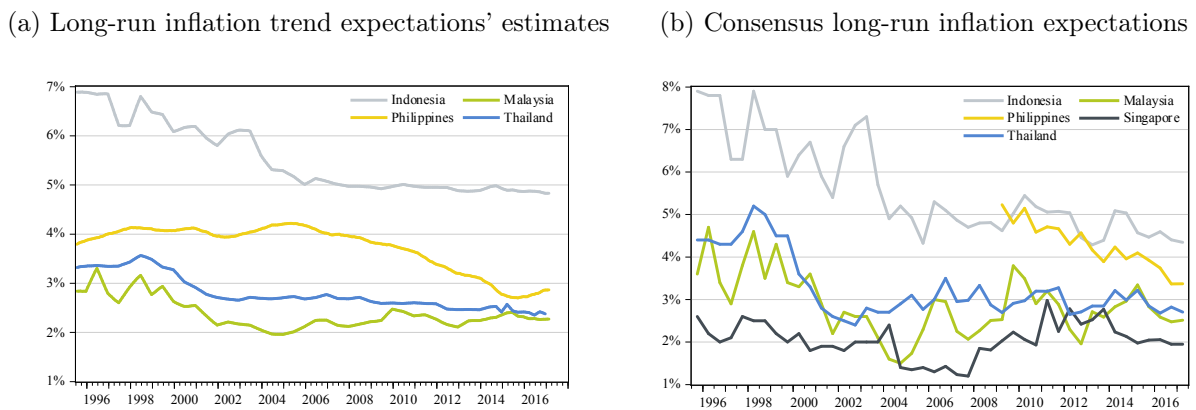 (a) Long-run inflation trend expectations' estimates
7%
6%
5%
4%
3%
2%
1%
Indonesia
Malaysia
Philippines
Thailand
1996 1998 2000 2002 2004 2006 2008 2010 2012 2014 2016
(b) Consensus long-run inflation expectations
8%
7%
6%
5%
4%
3%
2%
1%
Indonesia
Malaysia
Philippines
Singapore
Thailand
1996 1998 2000 2002 2004 2006 2008 2010 2012 2014 2016